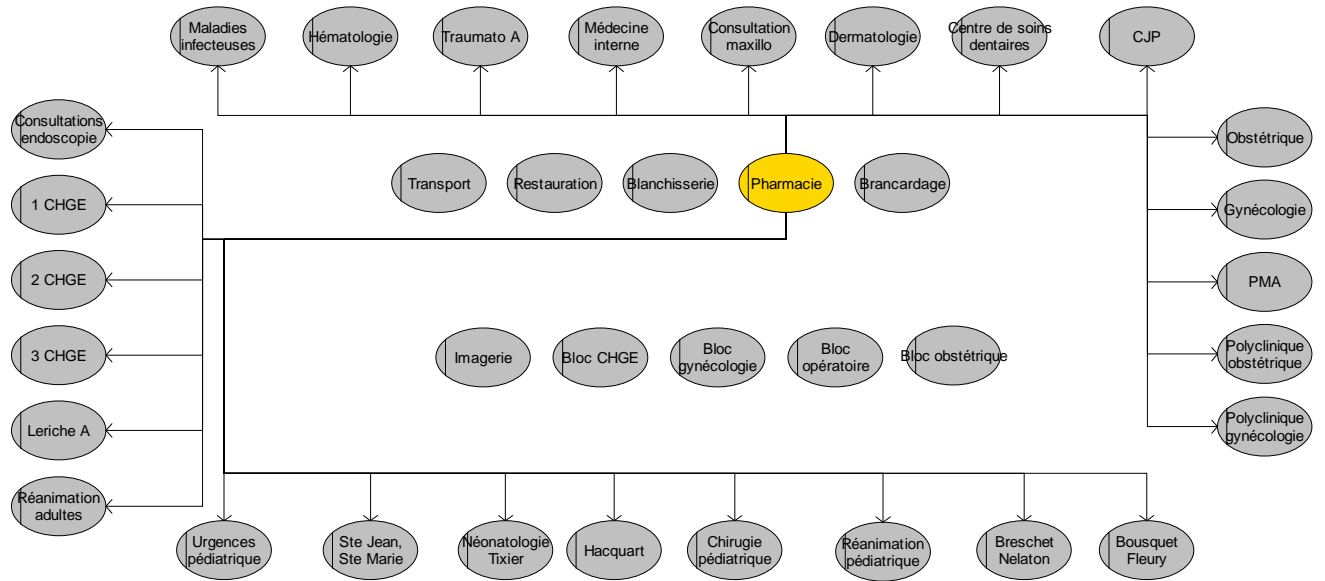 Maladies
infecteuses
Hématologie
Traumato A
Médecine
interne
Consultation
maxillo
Dermatologie
Centre de soins
dentaires
CJP
Consultations
endoscopie
1 CHGE
2 CHGE
3 CHGE
Leriche A
Réanimation
adultes
Transport
Restauration
Blanchisserie
Pharmacie
Brancardage
Imagerie
Bloc CHGE
Bloc
gynécologie
Bloc
opératoire
Bloc obstétrique
Obstétrique
Gynécologie
PMA
Polyclinique
obstétrique
Polyclinique
gynécologie
Urgences
pédiatrique
Ste Jean,
Ste Marie
Néonatologie
Tixier
Hacquart
Chirugie
pédiatrique
Réanimation
pédiatrique
Breschet
Nelaton
Bousquet
Fleury